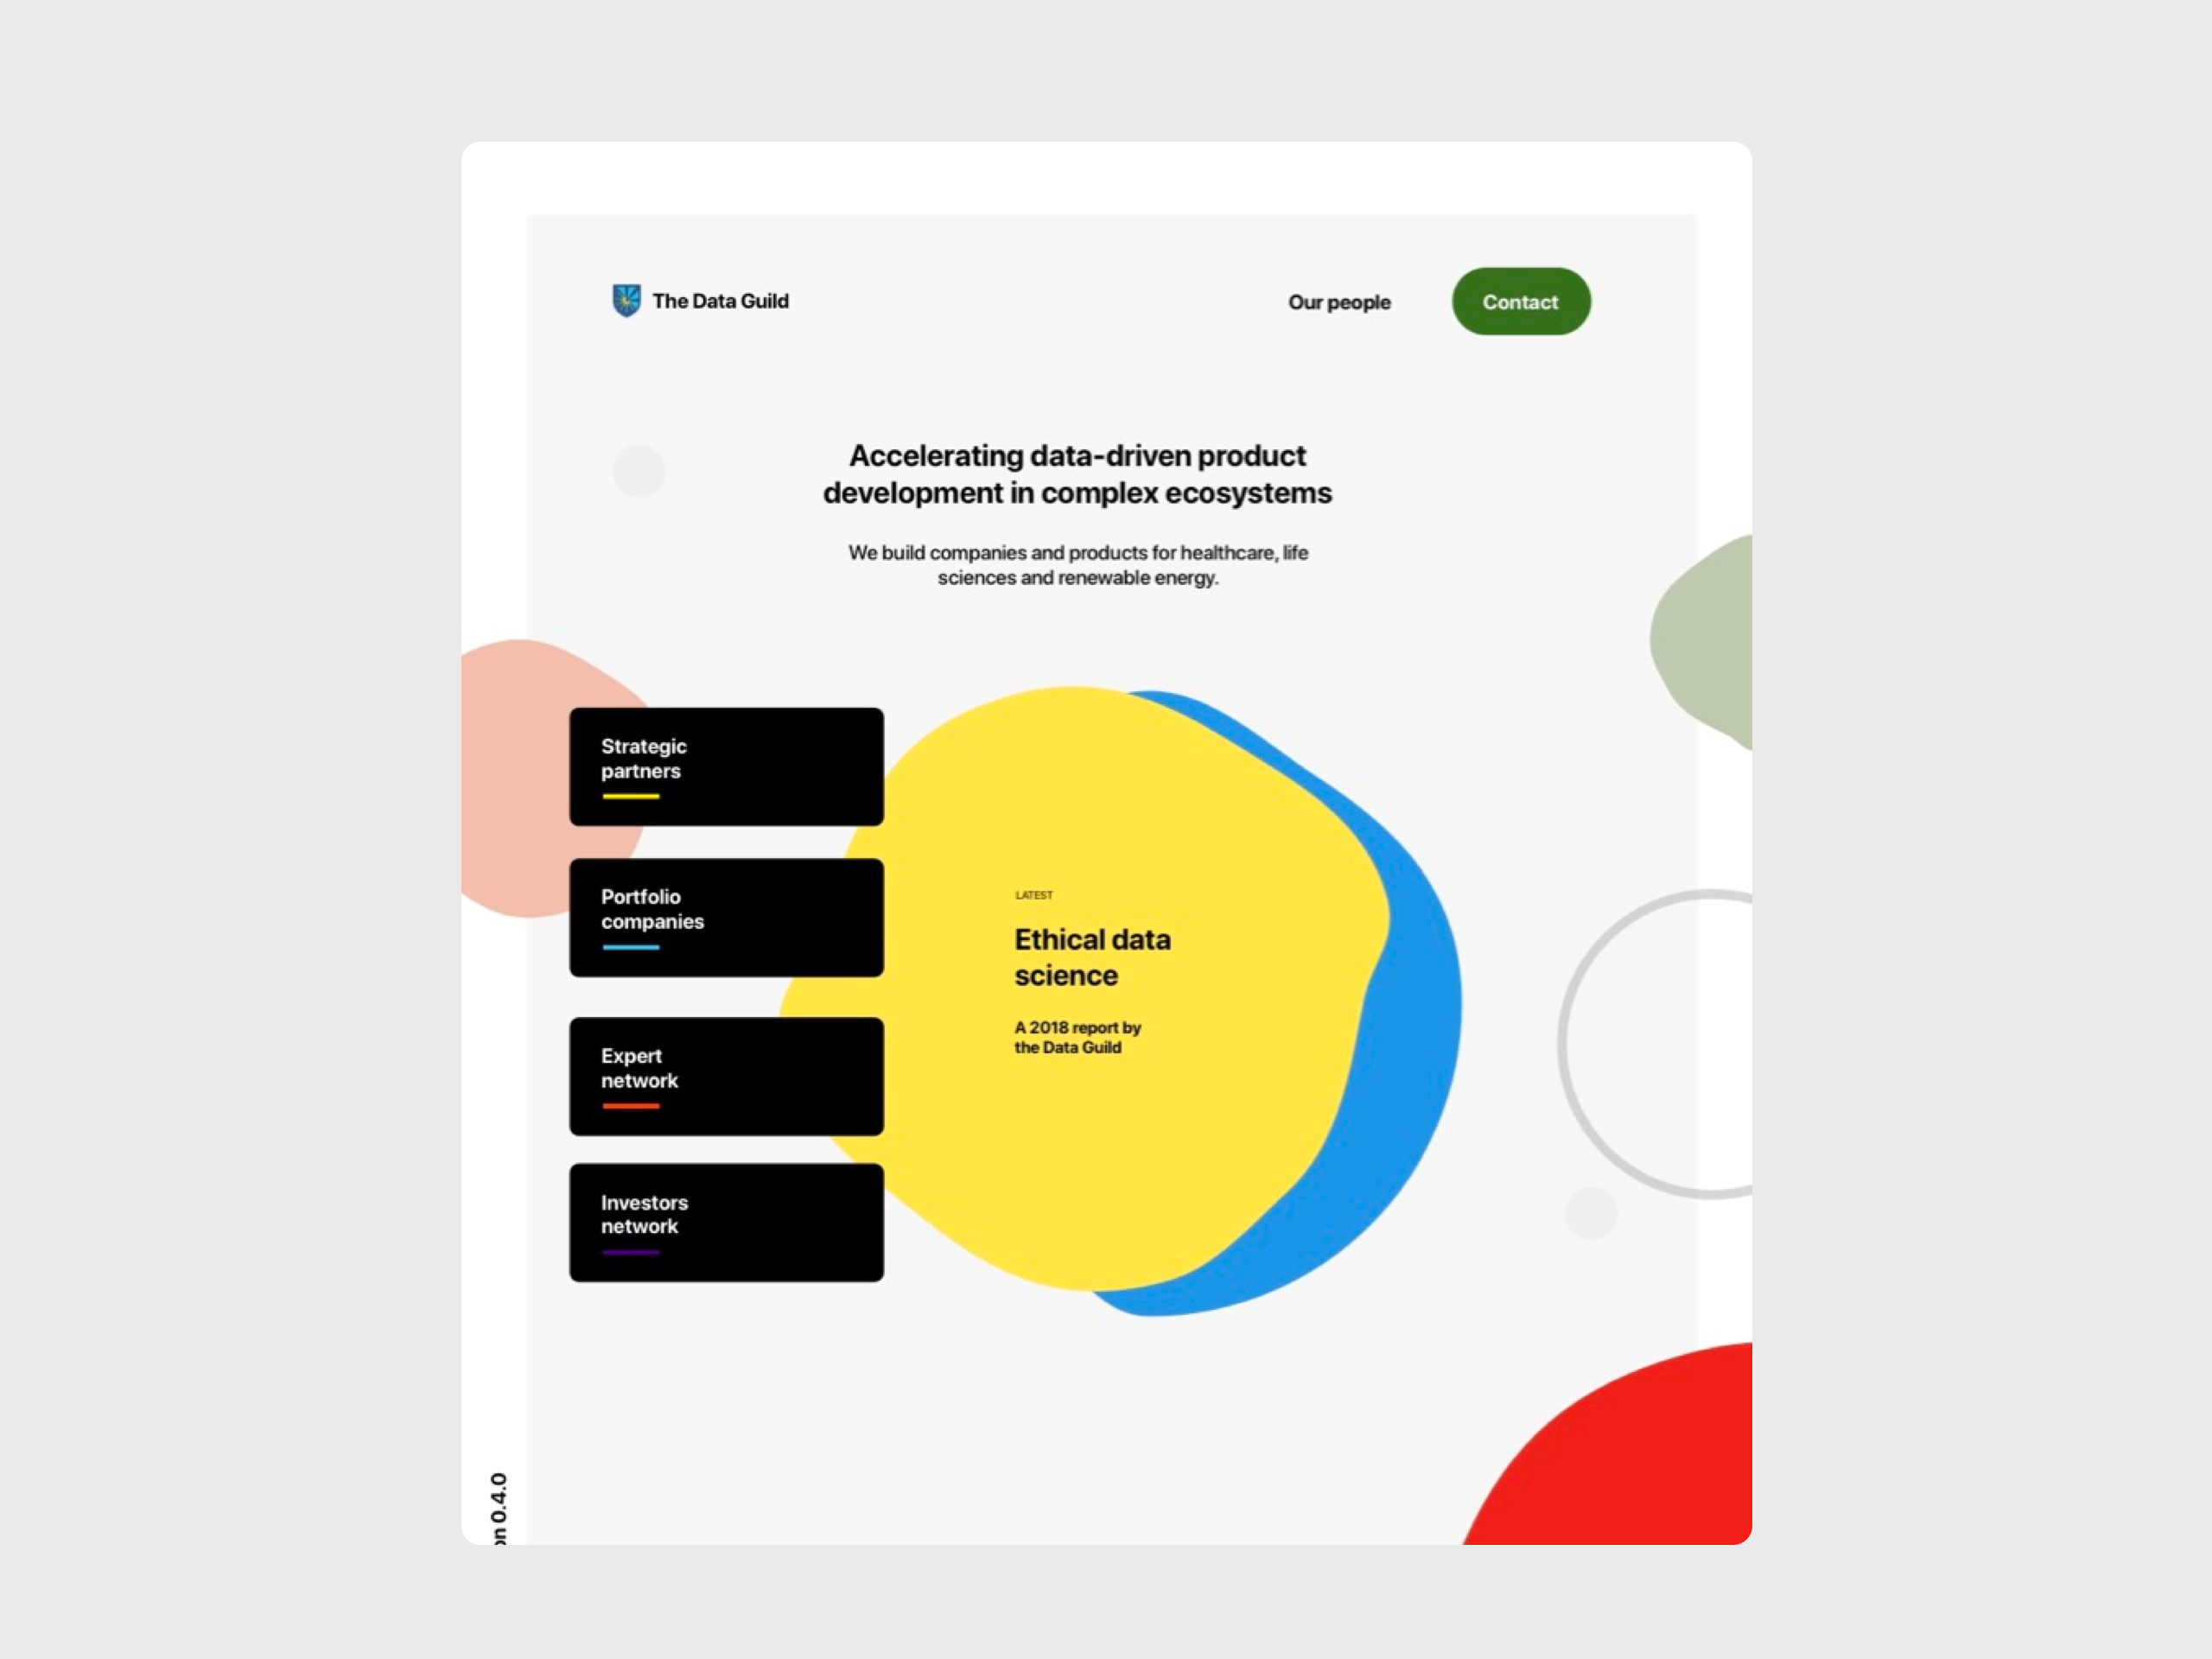 The Data Guild
Our people
Contact
Accelerating data-driven product
development in complex ecosystems
We build companies and products for healthcare, life
sciences and renewable energy.
Strategic
partners
Portfolio
companies
Expert
network
Investors
network
LATEST
Ethical data
science
A 2018 report by
the Data Guild
0.4.0